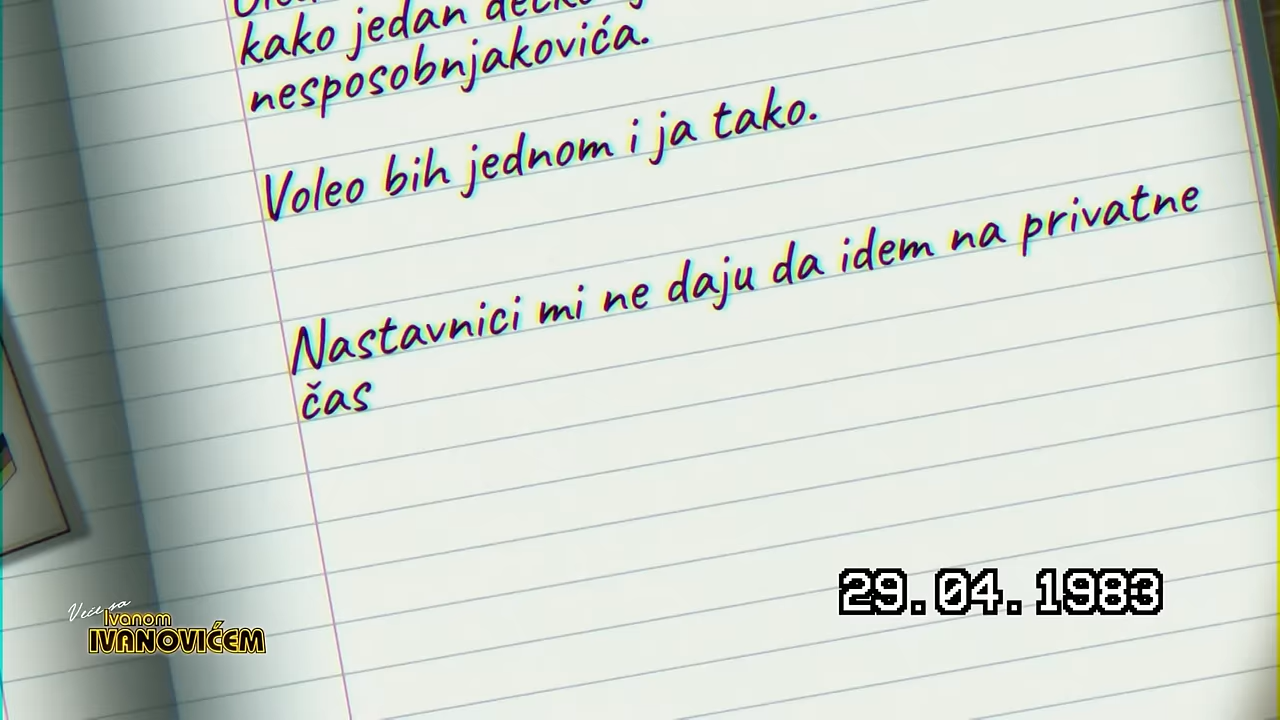 kako jedan
nesposobnjakovića.
Voleo bih jednom i ja tako.
Nastavnici mi ne daju da idem na privatne
čas
29.04.1983
Veče sa
Ivanom
IVANOVIĆEM